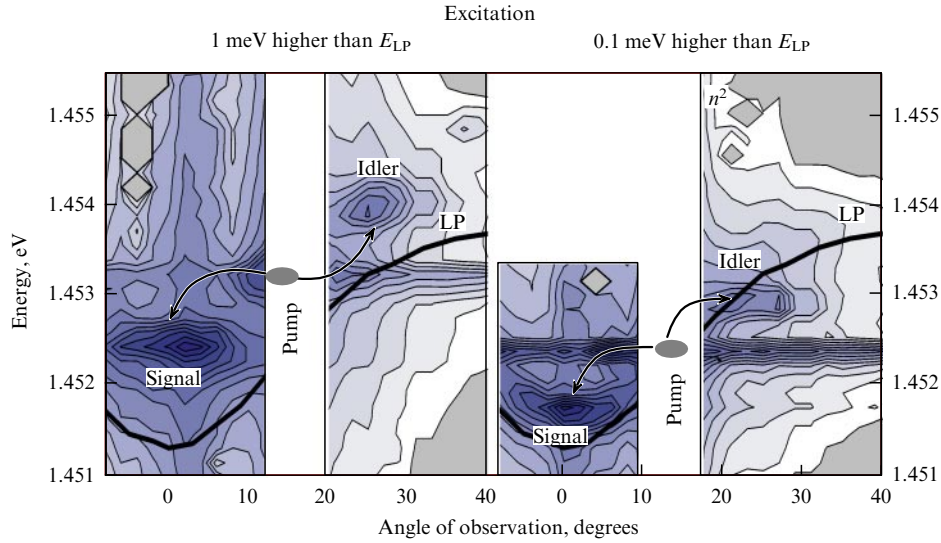 Excitation
1 meV higher than E_LP
0.1 meV higher than E_LP
Energy, eV
1.455
1.454
1.453
1.452
1.451
Idler
LP
Pump
Signal
n²
LP
Idler
Pump
Signal
1.455
1.454
1.453
1.452
1.451
0 10 20 30 40 0 10 20 30 40
Angle of observation, degrees